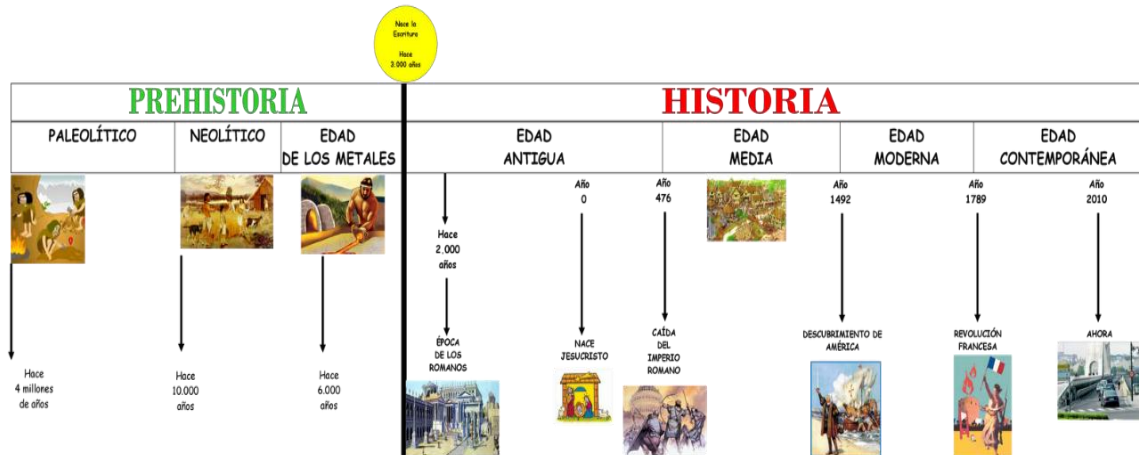 Nace la
Escritura
Hace
3.000 años
PREHISTORIA
HISTORIA
PALEOLÍTICO
NEOLÍTICO
EDAD
DE LOS METALES
EDAD
ANTIGUA
EDAD
MEDIA
EDAD
MODERNA
EDAD
CONTEMPORÁNEA
Hace
4 millones
de años
Hace
10.000
años
Hace
6.000
años
Hace
2.000
años
ÉPOCA
DE LOS
ROMANOS
Año
0
NACE
JESUCRISTO
Año
476
CAÍDA
DEL
IMPERIO
ROMANO
Año
1492
DESCUBRIMIENTO DE
AMÉRICA
Año
1789
REVOLUCIÓN
FRANCESA
Año
2010
AHORA